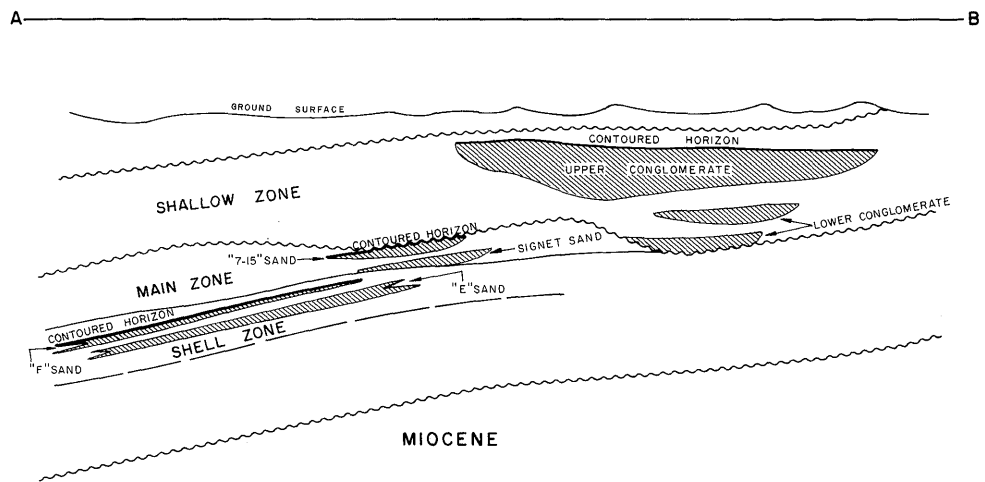 A
B
GROUND SURFACE
CONTOURED HORIZON
UPPER CONGLOMERATE
SHALLOW ZONE
LOWER CONGLOMERATE
CONTOURED HORIZON
SIGNET SAND
"7-15" SAND
MAIN ZONE
"E" SAND
CONTOURED HORIZON
SHELL ZONE
"F" SAND
MIOCENE